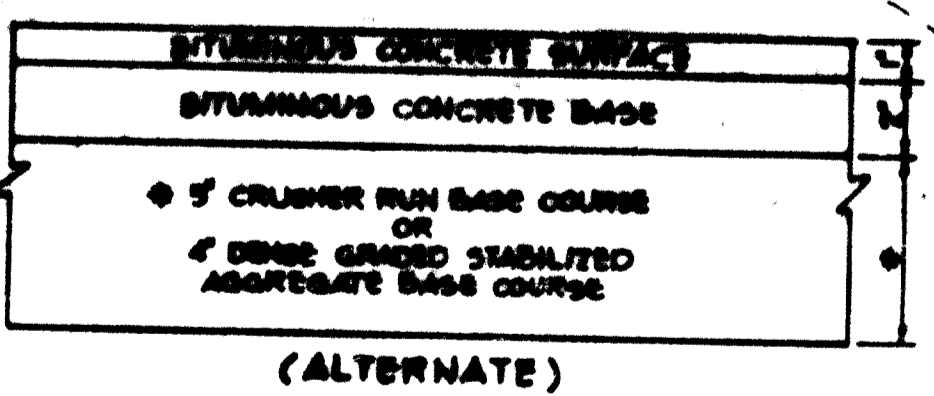 BITUMINOUS CONCRETE SURFACE
BITUMINOUS CONCRETE BASE
* 5" CRUSHER RUN BASE COURSE
OR
4" DENSE GRADED STABILIZED
AGGREGATE BASE COURSE
(ALTERNATE)